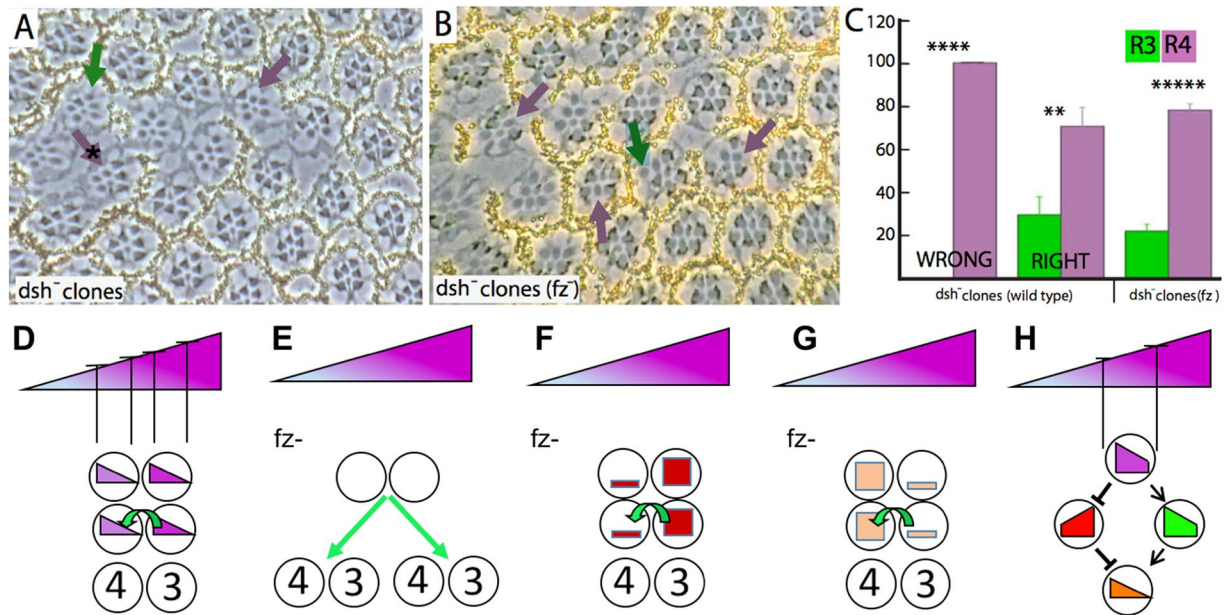 A
dsh⁻ clones
*
B
dsh⁻ clones (fz⁻)
C
120
100
80
60
40
20
****
**
*****
R3 R4
WRONG
RIGHT
dsh⁻ clones (wild type)
dsh⁻ clones(fz )
D
4 3
E
fz-
4 3 4 3
F
fz-
4 3
G
fz-
4 3
H